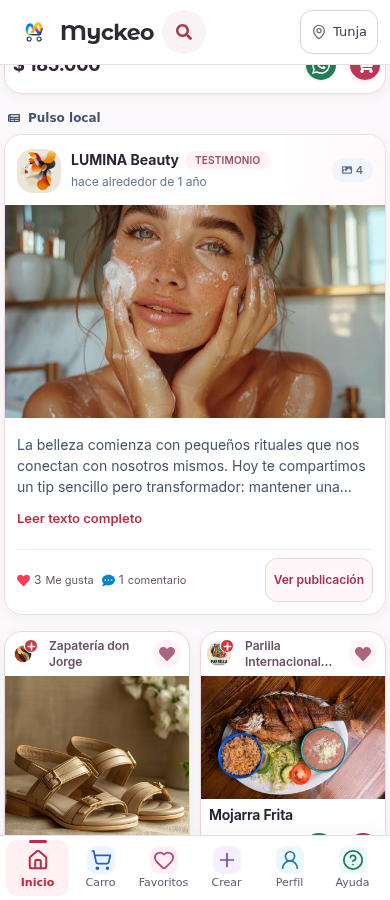 Myckeo
Tunja
$ 185.000
Pulso local
LUMINA Beauty TESTIMONIO
hace alrededor de 1 año
4
La belleza comienza con pequeños rituales que nos
conectan con nosotros mismos. Hoy te compartimos
un tip sencillo pero transformador: mantener una...
Leer texto completo
3 Me gusta 1 comentario
Ver publicación
Zapatería don
Jorge
Parilla
Internacional...
Mojarra Frita
Inicio Carro Favoritos Crear Perfil Ayuda